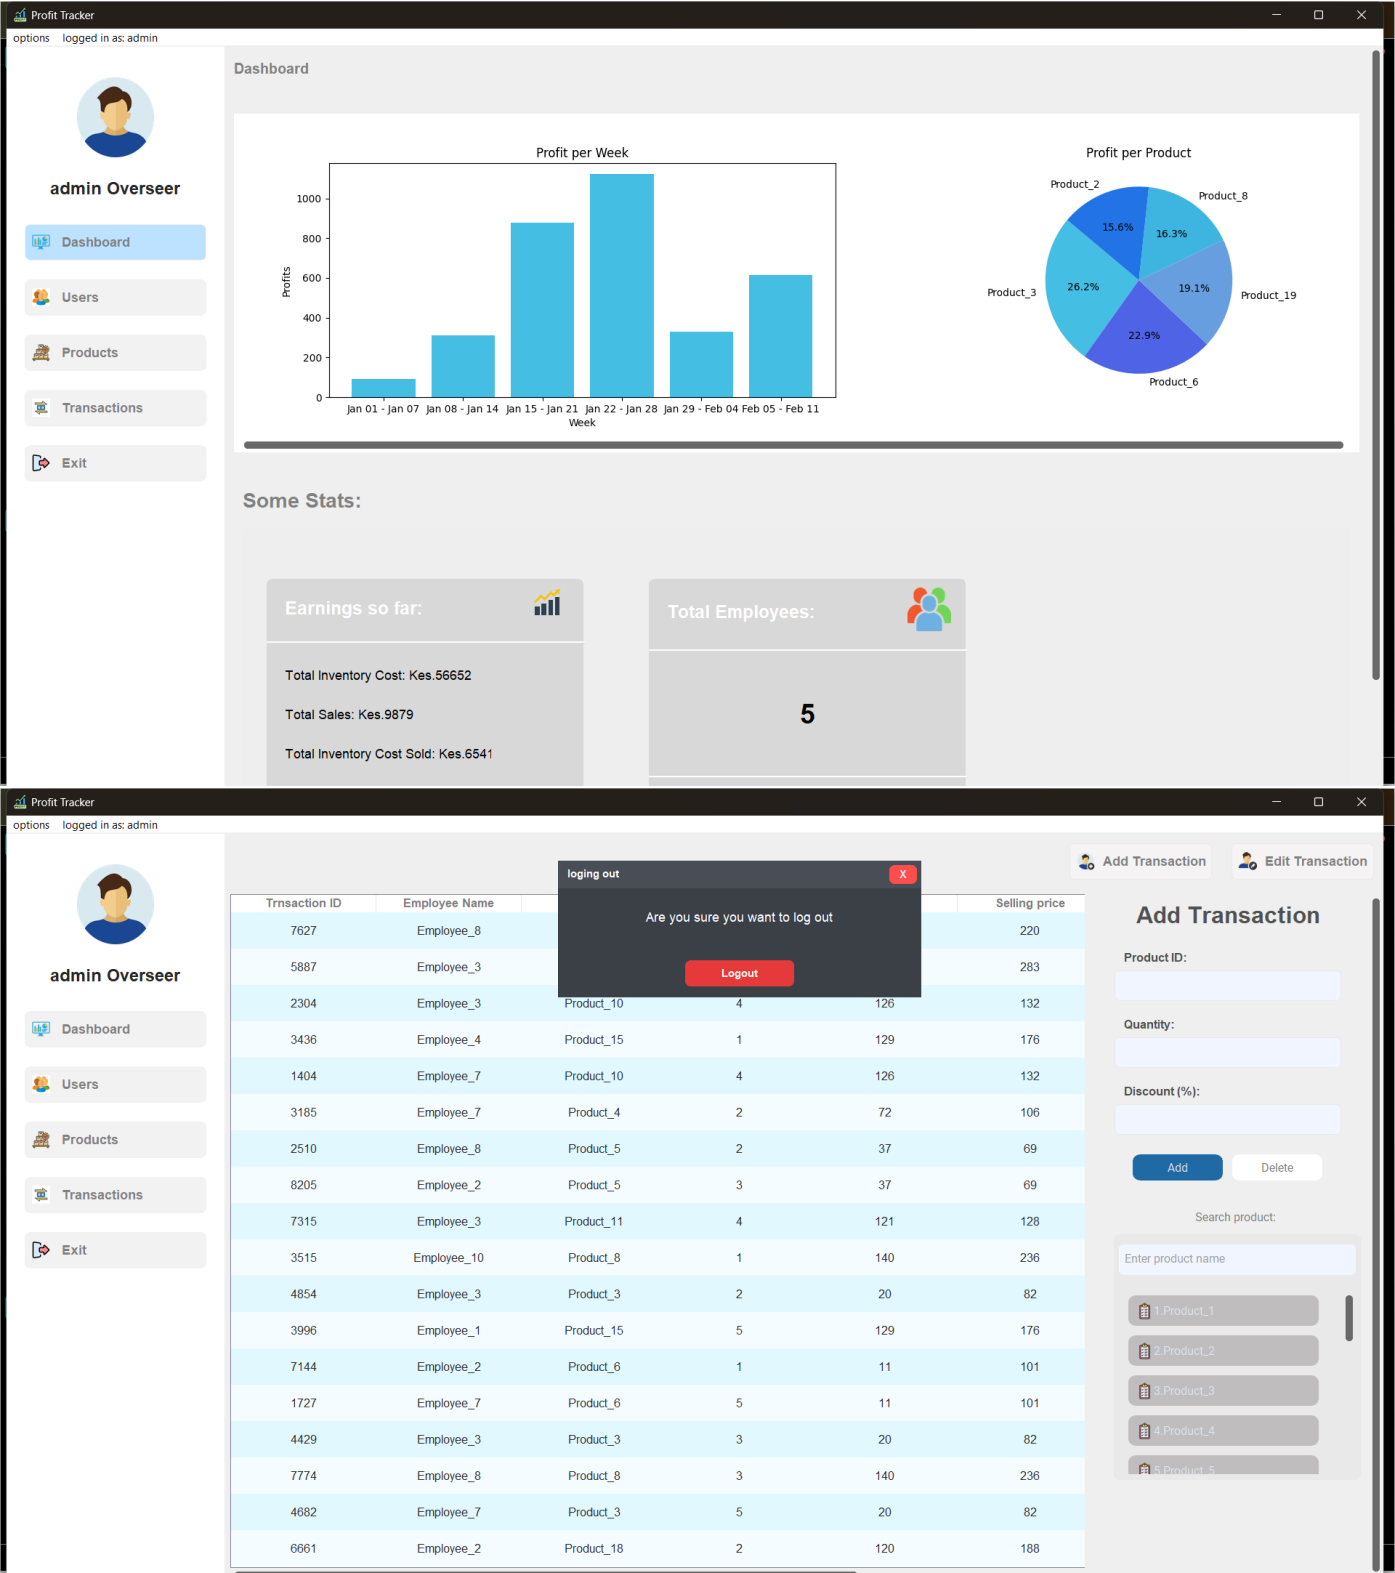 Profit Tracker
options logged in as: admin
admin Overseer
Dashboard
Users
Products
Transactions
Exit
Dashboard
Profit per Week
Profits
1000
800
600
400
200
0
Jan 01 - Jan 07 Jan 08 - Jan 14 Jan 15 - Jan 21 Jan 22 - Jan 28 Jan 29 - Feb 04 Feb 05 - Feb 11
Week
Profit per Product
Product_2
Product_8
Product_3
Product_19
Product_6
15.6%
16.3%
26.2%
19.1%
22.9%
Some Stats:
Earnings so far:
Total Inventory Cost: Kes.56652
Total Sales: Kes.9879
Total Inventory Cost Sold: Kes.6541
Total Employees:
5
Profit Tracker
options logged in as: admin
admin Overseer
Dashboard
Users
Products
Transactions
Exit
Add Transaction Edit Transaction
loging out X
Are you sure you want to log out
Logout
Trnsaction ID Employee Name Selling price
7627 Employee_8 220
5887 Employee_3 283
2304 Employee_3 Product_10 4 126 132
3436 Employee_4 Product_15 1 129 176
1404 Employee_7 Product_10 4 126 132
3185 Employee_7 Product_4 2 72 106
2510 Employee_8 Product_5 2 37 69
8205 Employee_2 Product_5 3 37 69
7315 Employee_3 Product_11 4 121 128
3515 Employee_10 Product_8 1 140 236
4854 Employee_3 Product_3 2 20 82
3996 Employee_1 Product_15 5 129 176
7144 Employee_2 Product_6 1 11 101
1727 Employee_7 Product_6 5 11 101
4429 Employee_3 Product_3 3 20 82
7774 Employee_8 Product_8 3 140 236
4682 Employee_7 Product_3 5 20 82
6661 Employee_2 Product_18 2 120 188
Add Transaction
Product ID:
Quantity:
Discount (%):
Add Delete
Search product:
Enter product name
1.Product_1
2.Product_2
3.Product_3
4.Product_4
5.Product_5